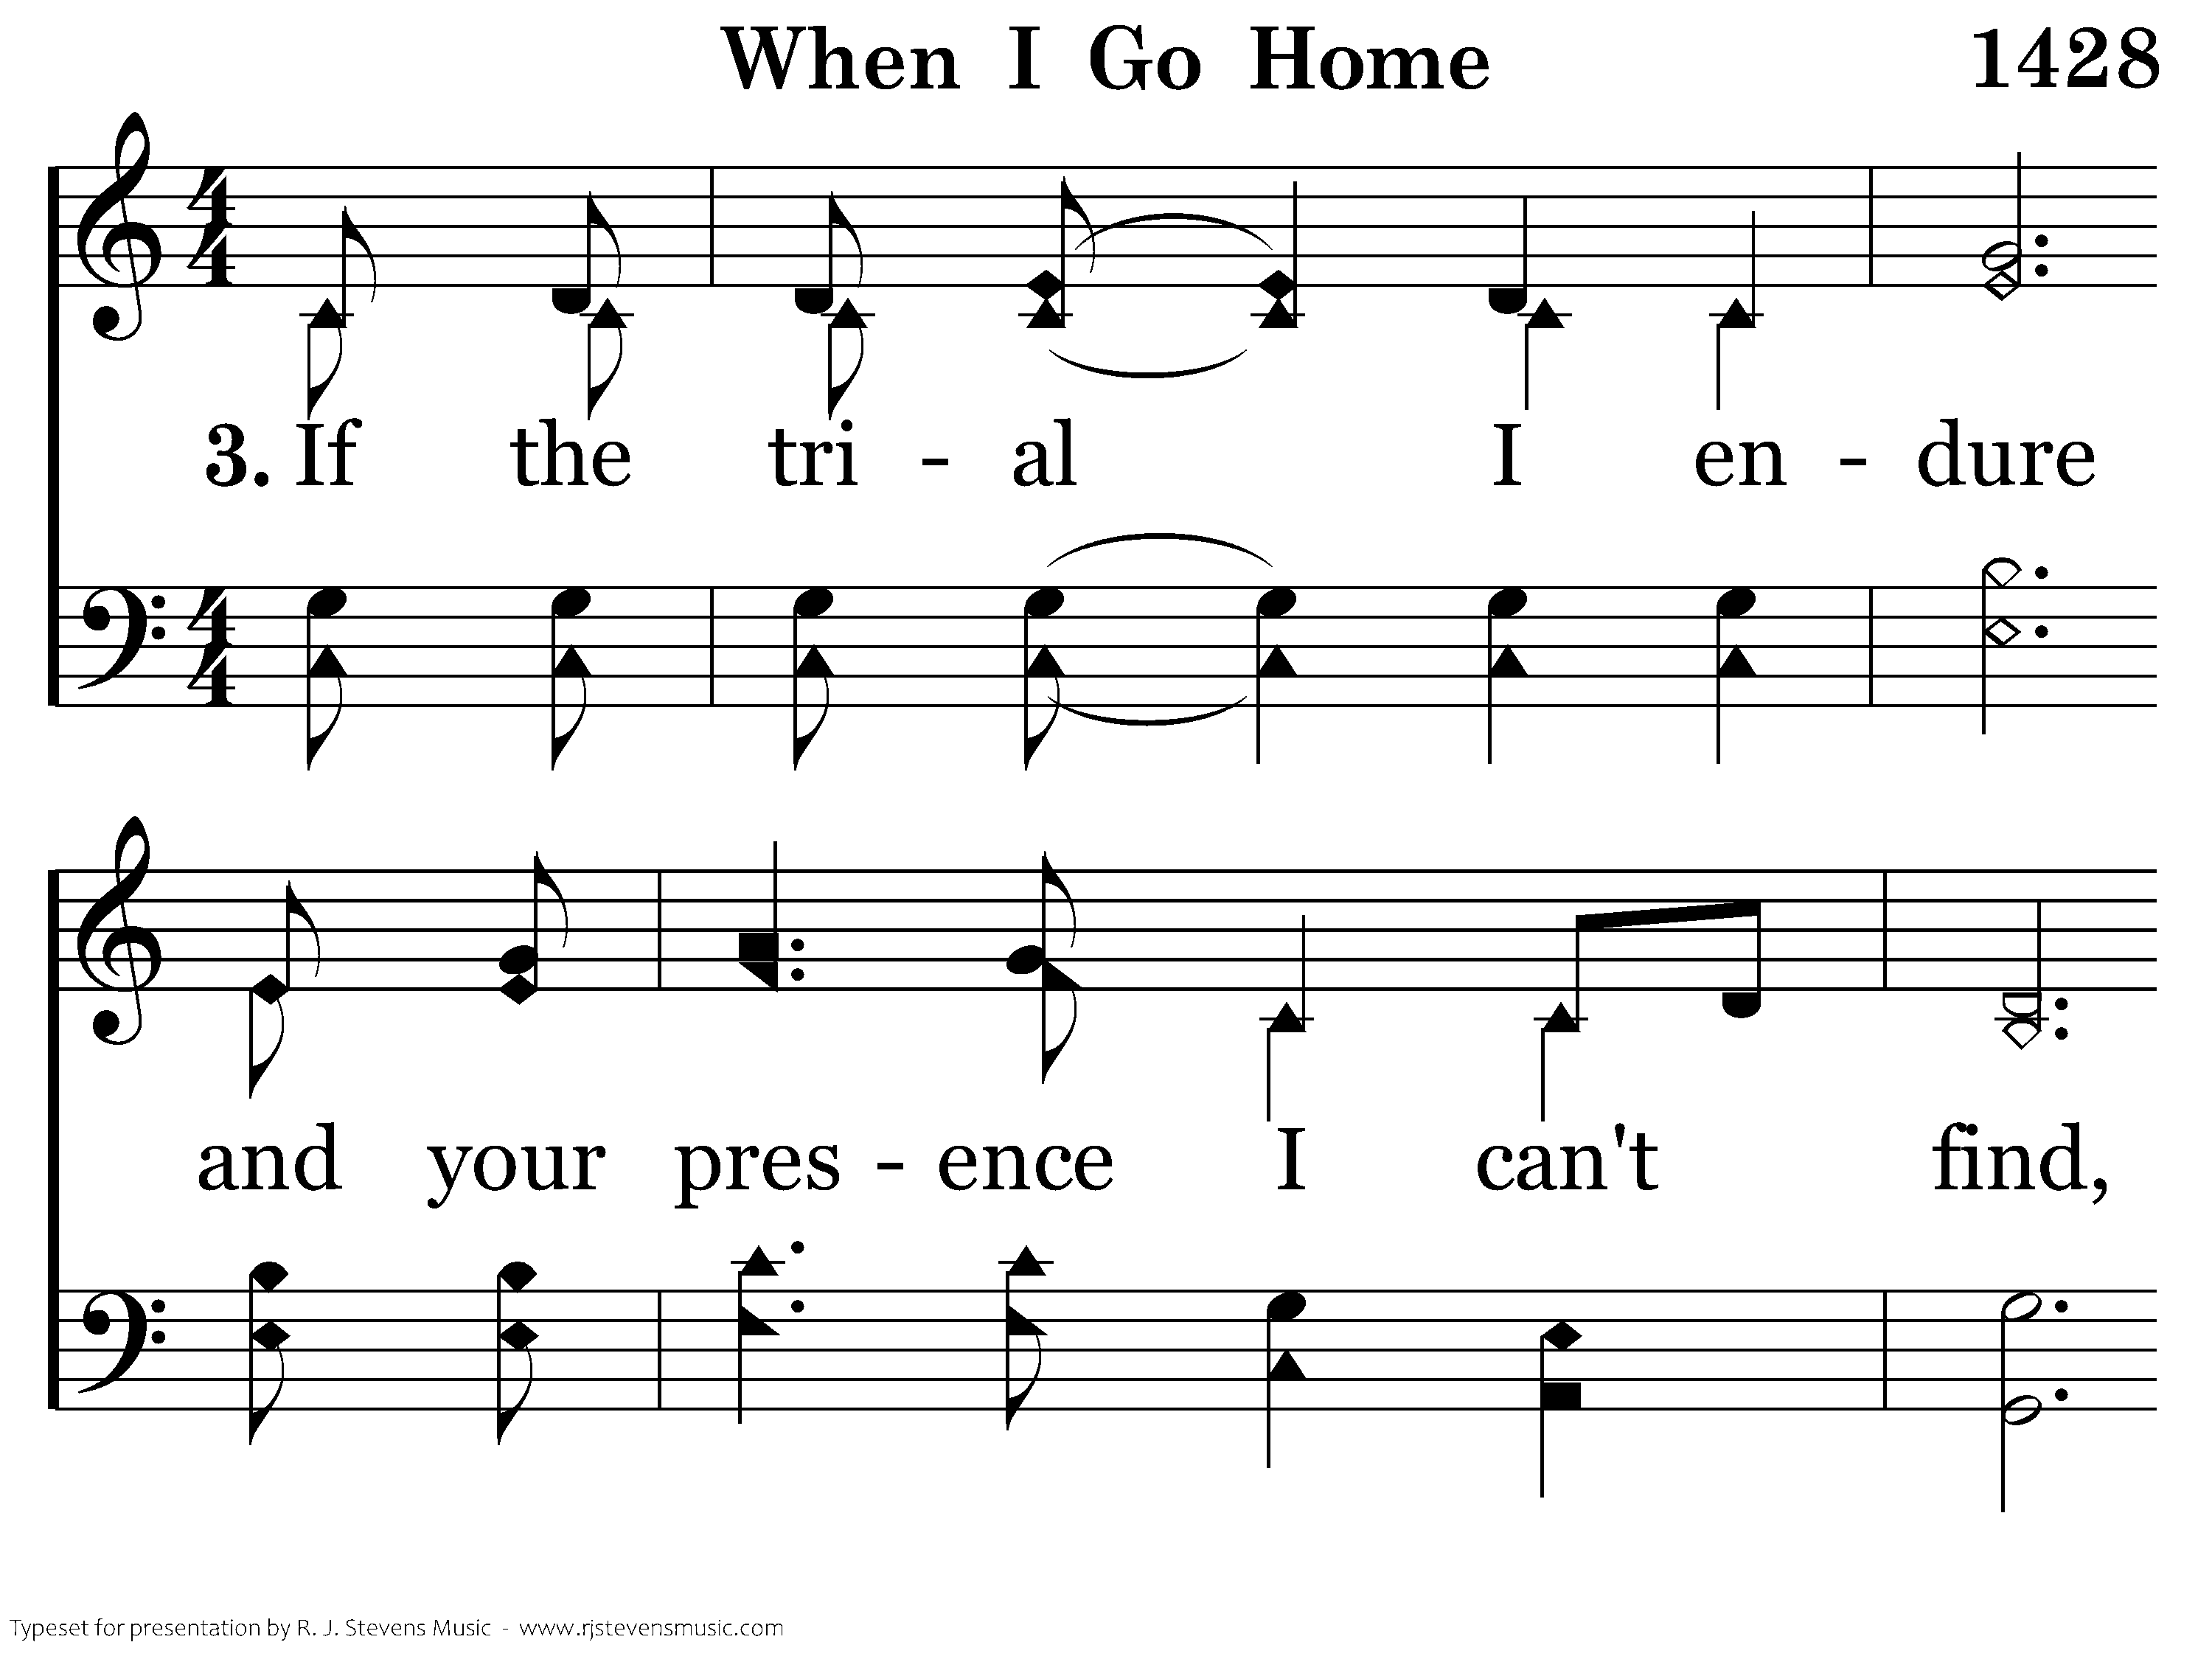 When I Go Home 1428
3. If the tri - al I en - dure
and your pres - ence I can't find,
Typeset for presentation by R. J. Stevens Music - www.rjstevensmusic.com